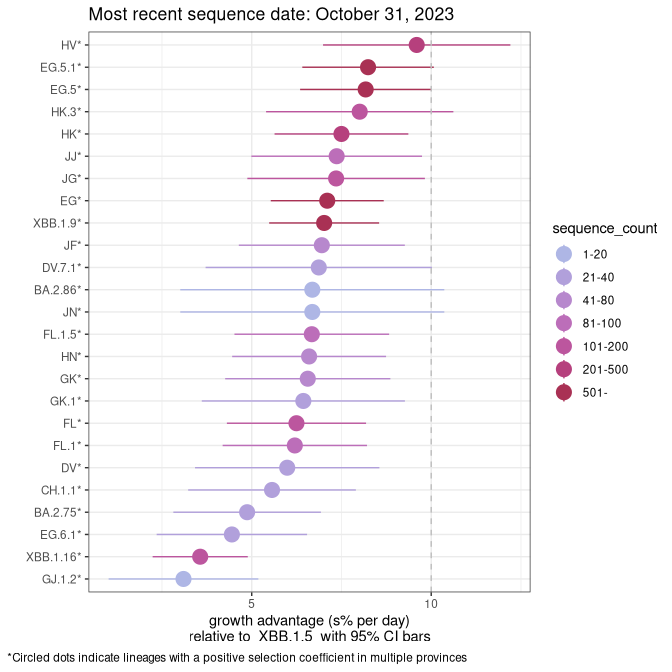 Most recent sequence date: October 31, 2023
HV*
EG.5.1*
EG.5*
HK.3*
HK*
JJ*
JG*
EG*
XBB.1.9*
JF*
DV.7.1*
BA.2.86*
JN*
FL.1.5*
HN*
GK*
GK.1*
FL*
FL.1*
DV*
CH.1.1*
BA.2.75*
EG.6.1*
XBB.1.16*
GJ.1.2*
5 10
growth advantage (s% per day)
relative to XBB.1.5 with 95% CI bars
sequence_count
1-20
21-40
41-80
81-100
101-200
201-500
501-
*Circled dots indicate lineages with a positive selection coefficient in multiple provinces